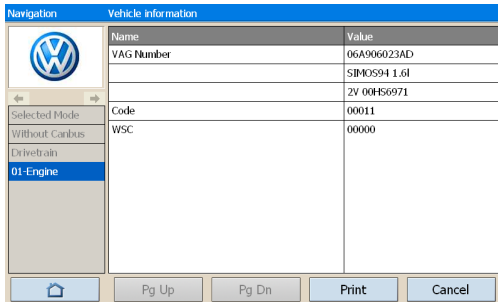 Navigation Vehicle information
Name Value
VAG Number 06A906023AD
SIMOS94 1.6l
2V 00HS6971
Selected Mode
Code 00011
Without Canbus
WSC 00000
Drivetrain
01-Engine
Pg Up Pg Dn Print Cancel